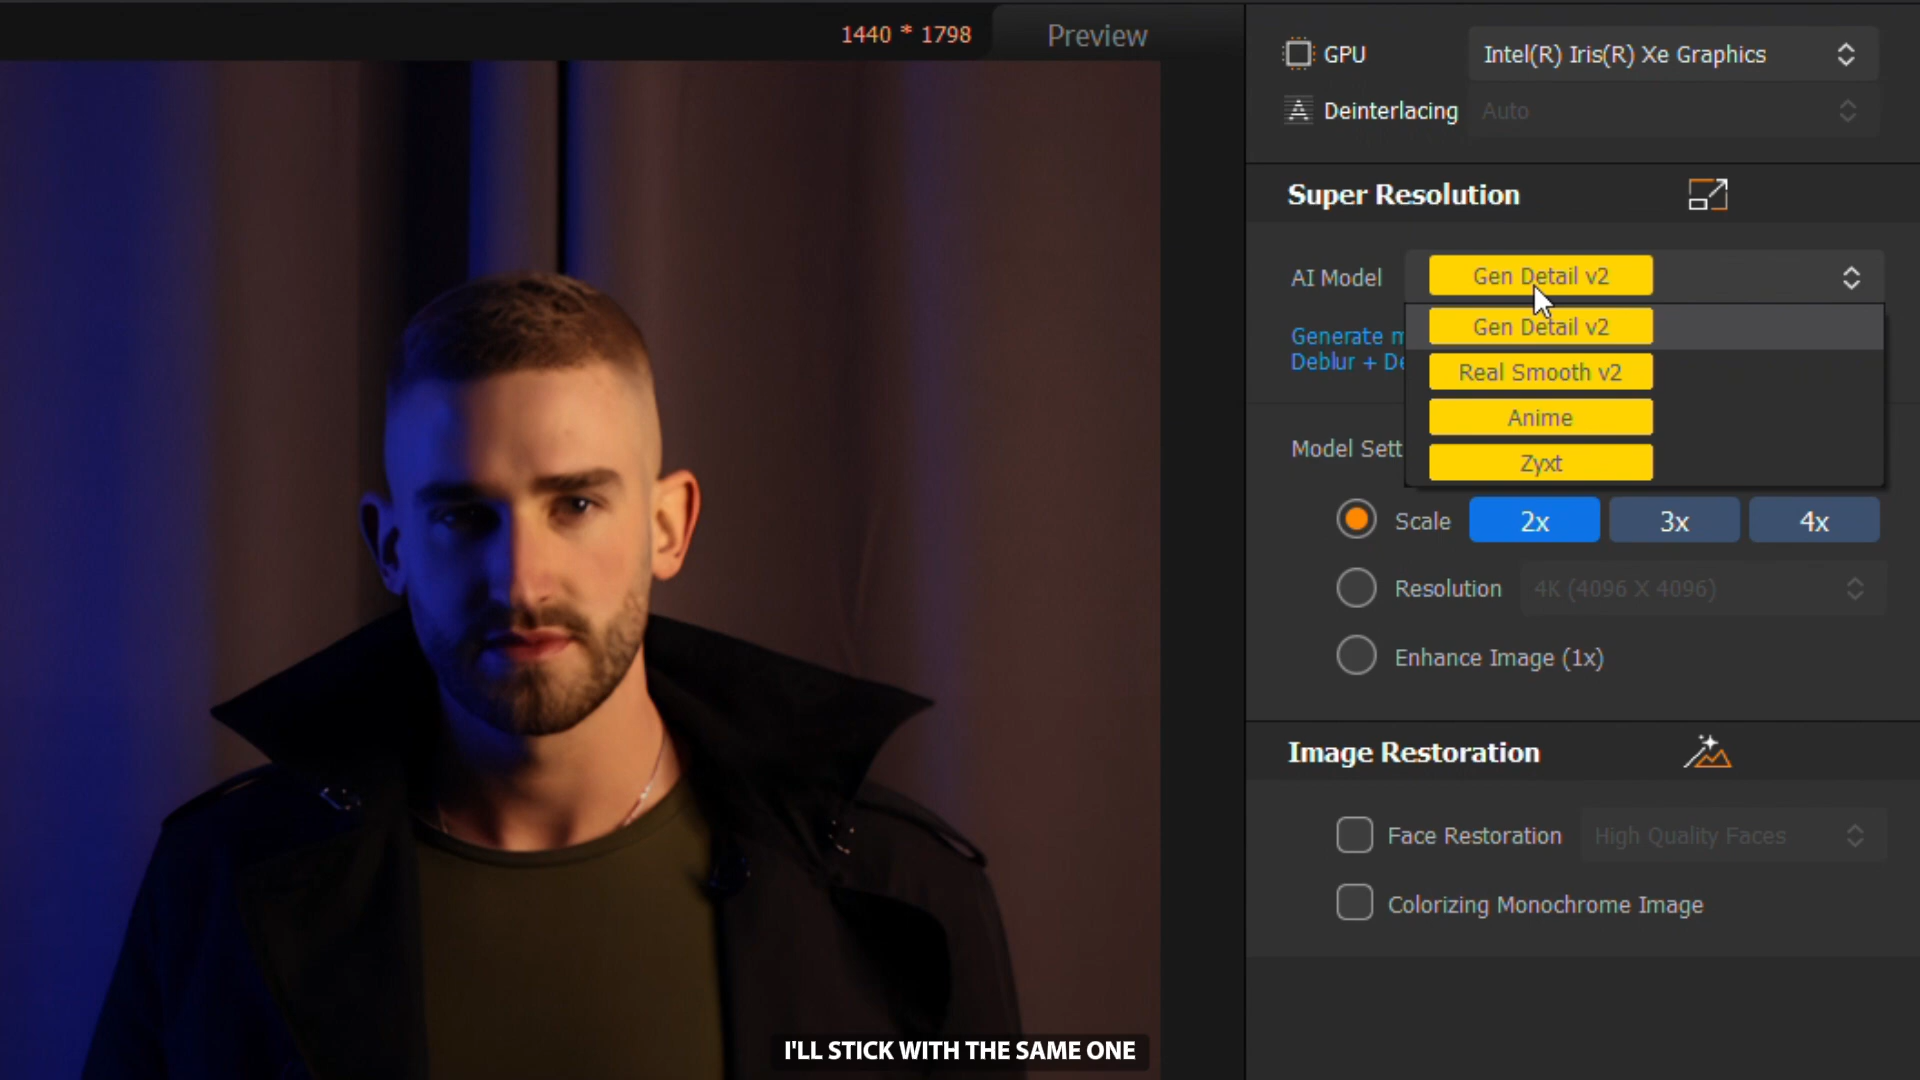 1440 * 1798
Preview
GPU
Intel(R) Iris(R) Xe Graphics
Deinterlacing
Auto
Super Resolution
AI Model
Gen Detail v2
Gen Detail v2
Real Smooth v2
Anime
Zyxt
Generate
Deblur +
Model
Scale
2x
3x
4x
Resolution
4K (4096 X 4096)
Enhance Image (1x)
Image Restoration
Face Restoration
High Quality Faces
Colorizing Monochrome Image
I'LL STICK WITH THE SAME ONE